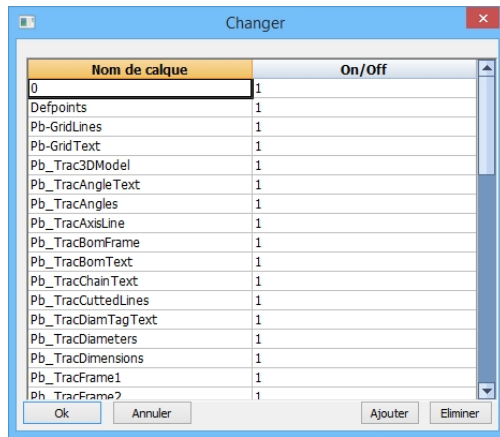 Changer
Nom de calque On/Off
0 1
Defpoints 1
Pb-GridLines 1
Pb-GridText 1
Pb_Trac3DModel 1
Pb_TracAngleText 1
Pb_TracAngles 1
Pb_TracAxisLine 1
Pb_TracBomFrame 1
Pb_TracBomText 1
Pb_TracChainText 1
Pb_TracCuttedLines 1
Pb_TracDiamTagText 1
Pb_TracDiameters 1
Pb_TracDimensions 1
Pb_TracFrame1 1
Pb_TracFrame2 1
Ok Annuler Ajouter Eliminer